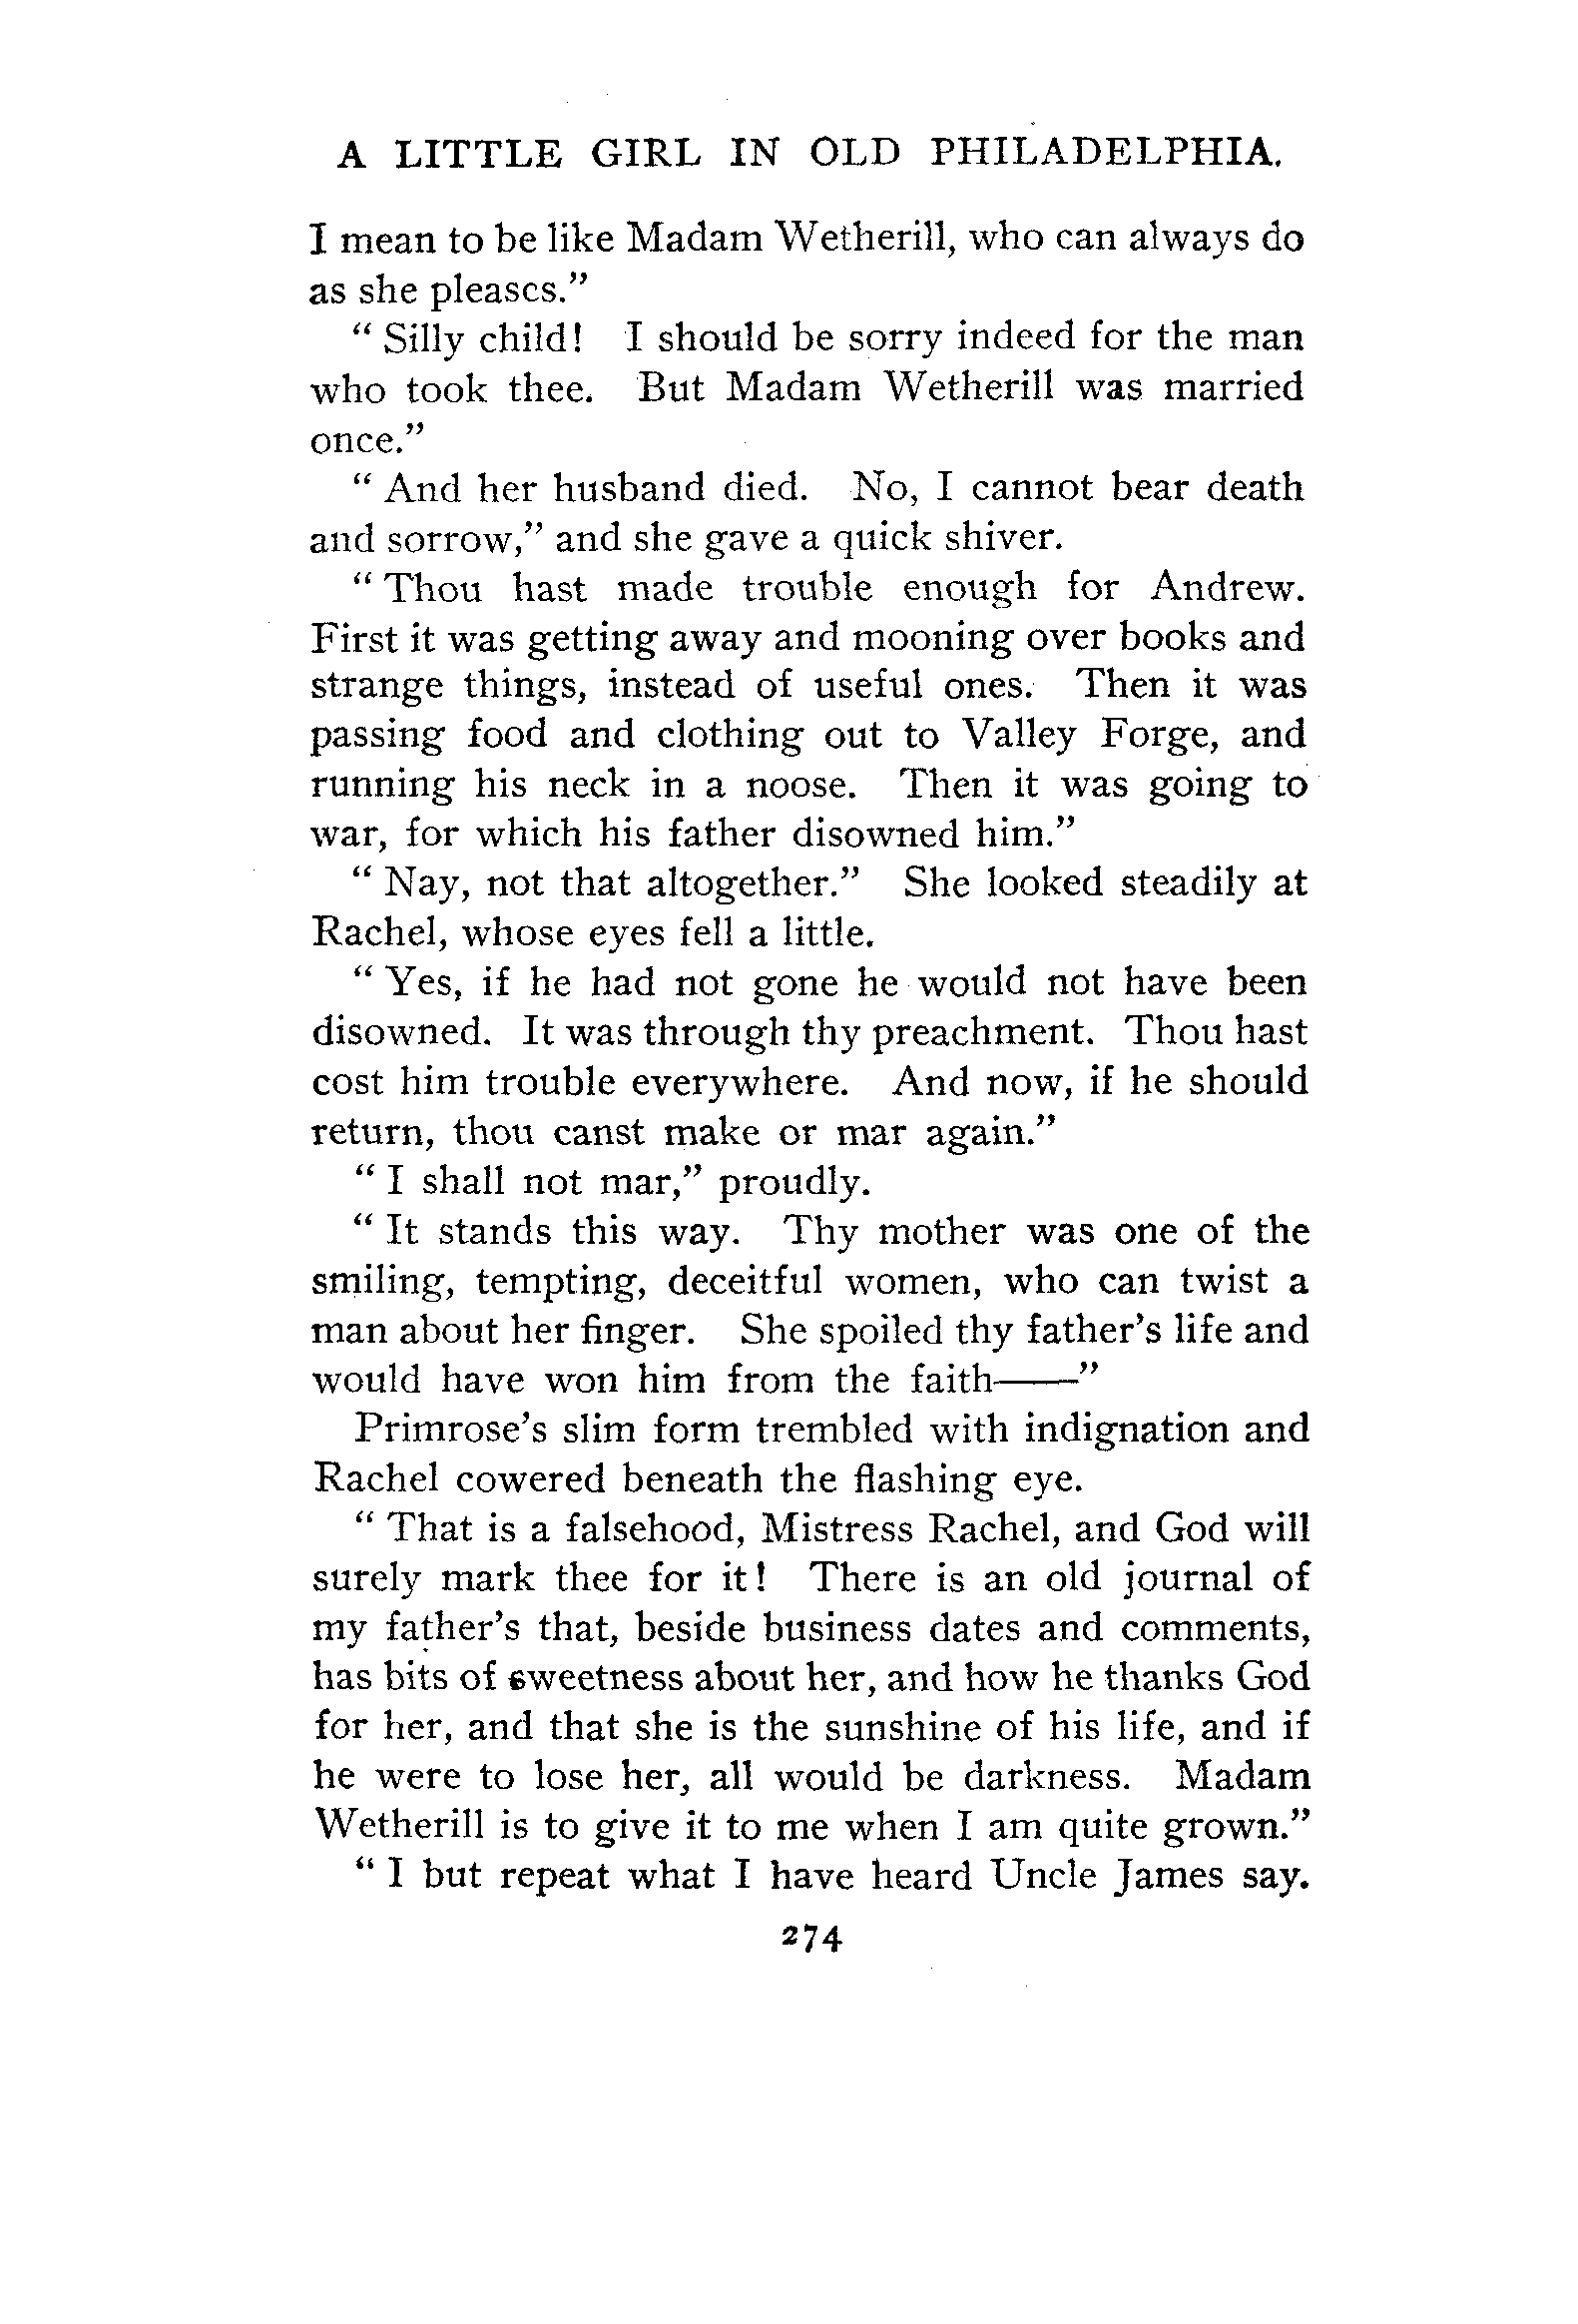 A LITTLE GIRL IN OLD PHILADELPHIA.
I mean to be like Madam Wetherill, who can always do
as she pleases."
" Silly child! I should be sorry indeed for the man
who took thee. But Madam Wetherill was married
once."
" And her husband died. No, I cannot bear death
and sorrow," and she gave a quick shiver.
" Thou hast made trouble enough for Andrew.
First it was getting away and mooning over books and
strange things, instead of useful ones. Then it was
passing food and clothing out to Valley Forge, and
running his neck in a noose. Then it was going to
war, for which his father disowned him."
" Nay, not that altogether." She looked steadily at
Rachel, whose eyes fell a little.
" Yes, if he had not gone he would not have been
disowned. It was through thy preachment. Thou hast
cost him trouble everywhere. And now, if he should
return, thou canst make or mar again."
" I shall not mar," proudly.
" It stands this way. Thy mother was one of the
smiling, tempting, deceitful women, who can twist a
man about her finger. She spoiled thy father's life and
would have won him from the faith——"
Primrose's slim form trembled with indignation and
Rachel cowered beneath the flashing eye.
" That is a falsehood, Mistress Rachel, and God will
surely mark thee for it! There is an old journal of
my father's that, beside business dates and comments,
has bits of sweetness about her, and how he thanks God
for her, and that she is the sunshine of his life, and if
he were to lose her, all would be darkness. Madam
Wetherill is to give it to me when I am quite grown."
" I but repeat what I have heard Uncle James say.
274